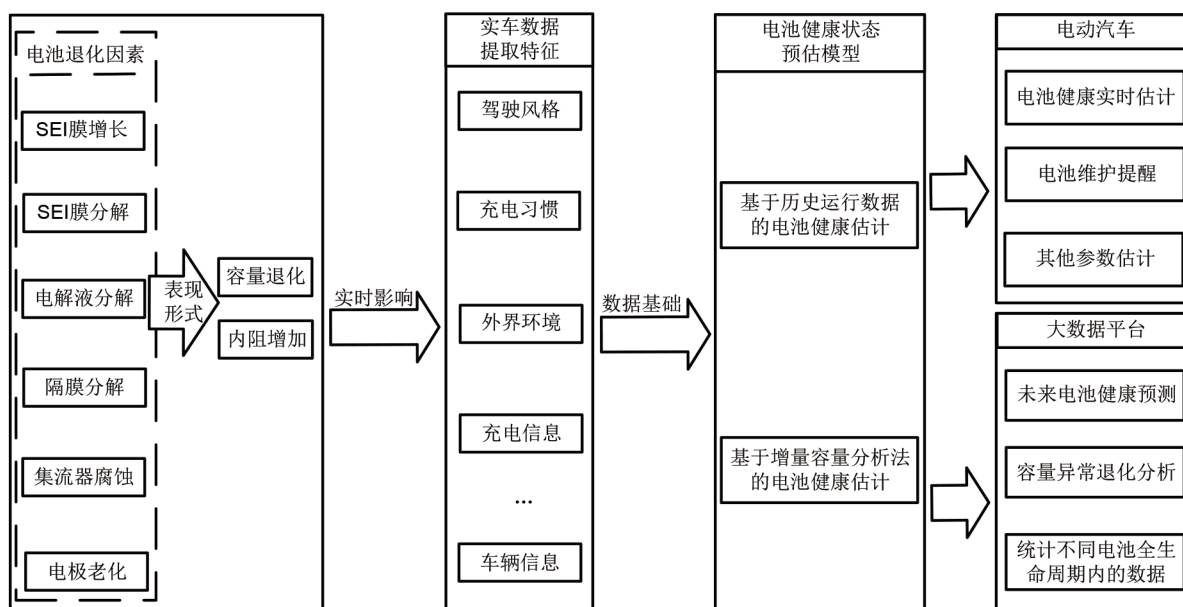 电池退化因素
SEI膜增长
SEI膜分解
电解液分解
隔膜分解
集流器腐蚀
电极老化
表现
形式
容量退化
内阻增加
实时影响
实车数据
提取特征
驾驶风格
充电习惯
外界环境
充电信息
...
车辆信息
数据基础
电池健康状态
预估模型
基于历史运行数据
的电池健康估计
基于增量容量分析法
的电池健康估计
电动汽车
电池健康实时估计
电池维护提醒
其他参数估计
大数据平台
未来电池健康预测
容量异常退化分析
统计不同电池全生
命周期内的数据